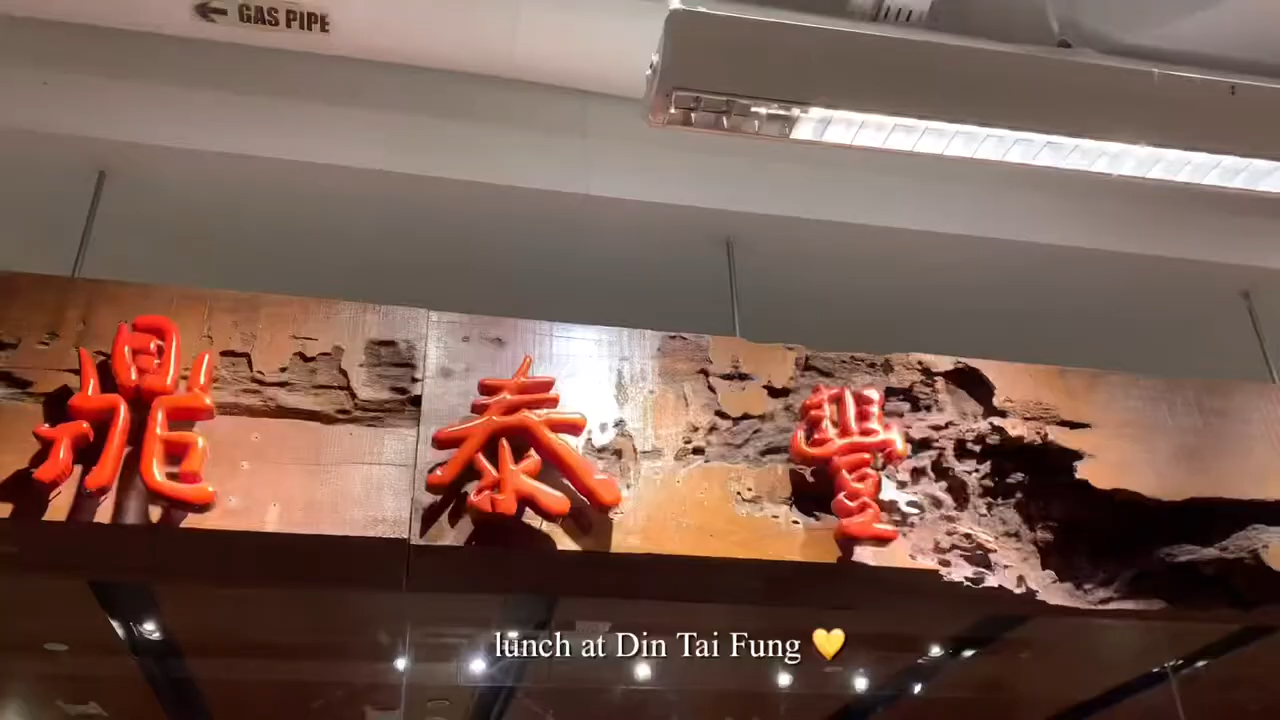 ← GAS PIPE
鼎泰豐
lunch at Din Tai Fung 💛